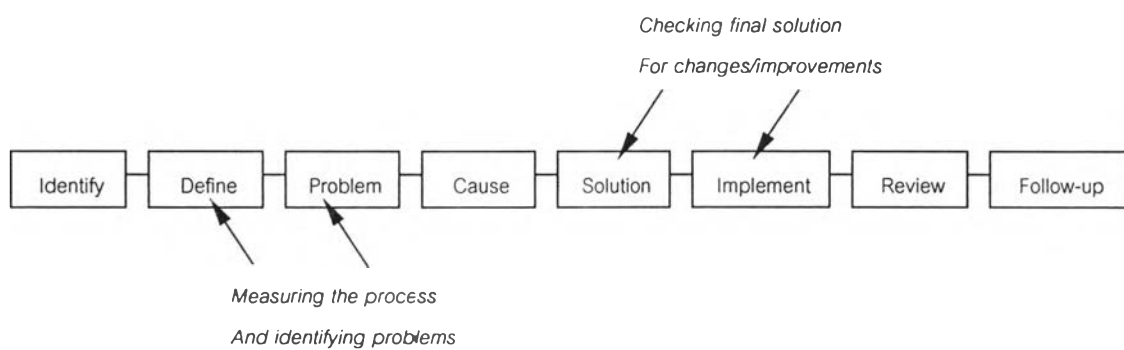 Checking final solution
For changes/improvements
Identify Define Problem Cause Solution Implement Review Follow-up
Measuring the process
And identifying problems